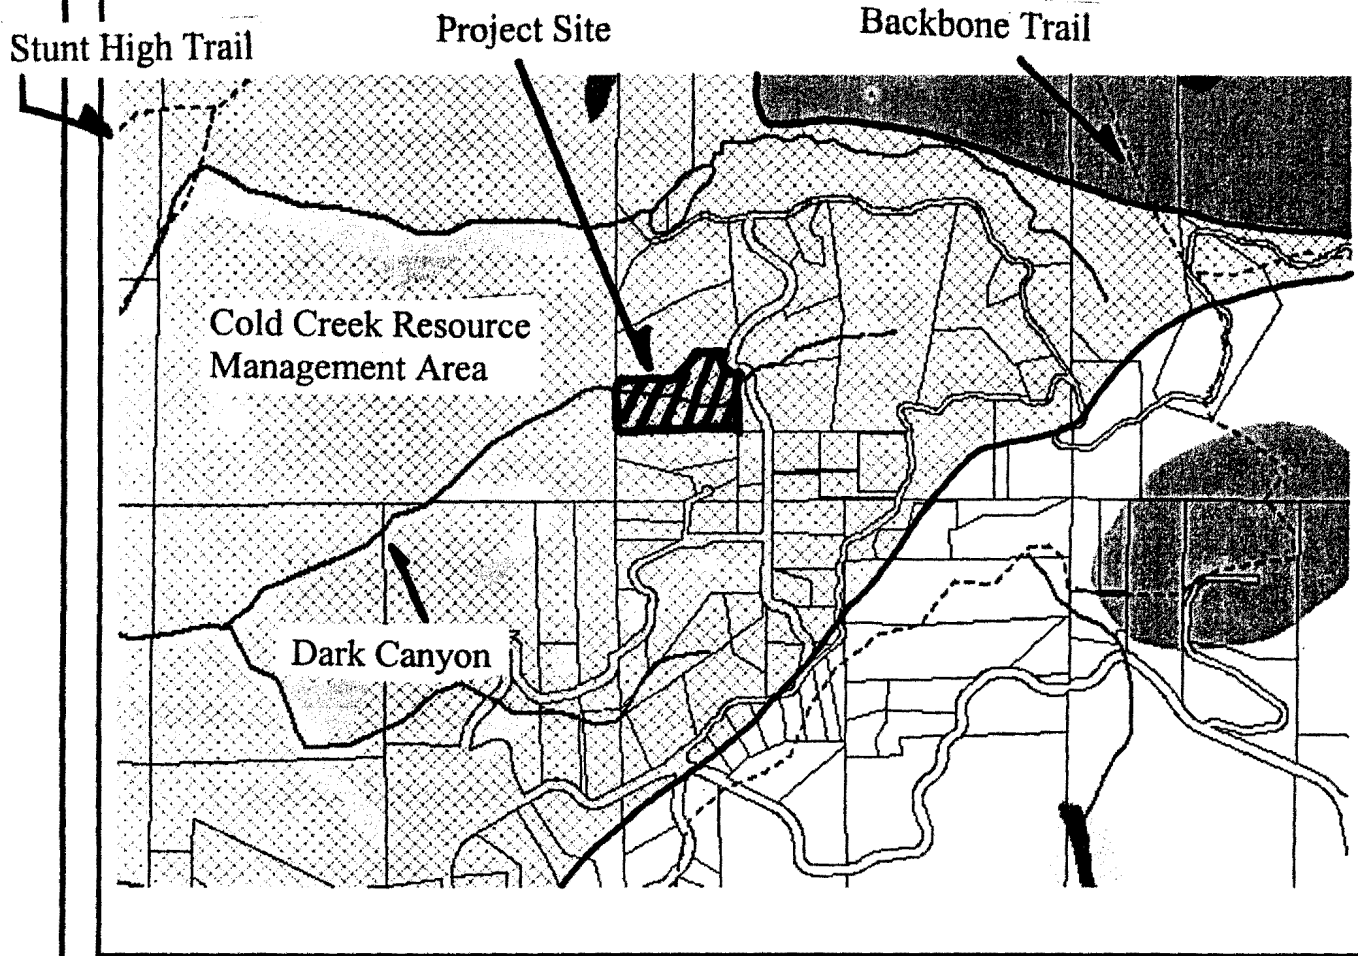 Stunt High Trail
Project Site
Backbone Trail
Cold Creek Resource
Management Area
Dark Canyon